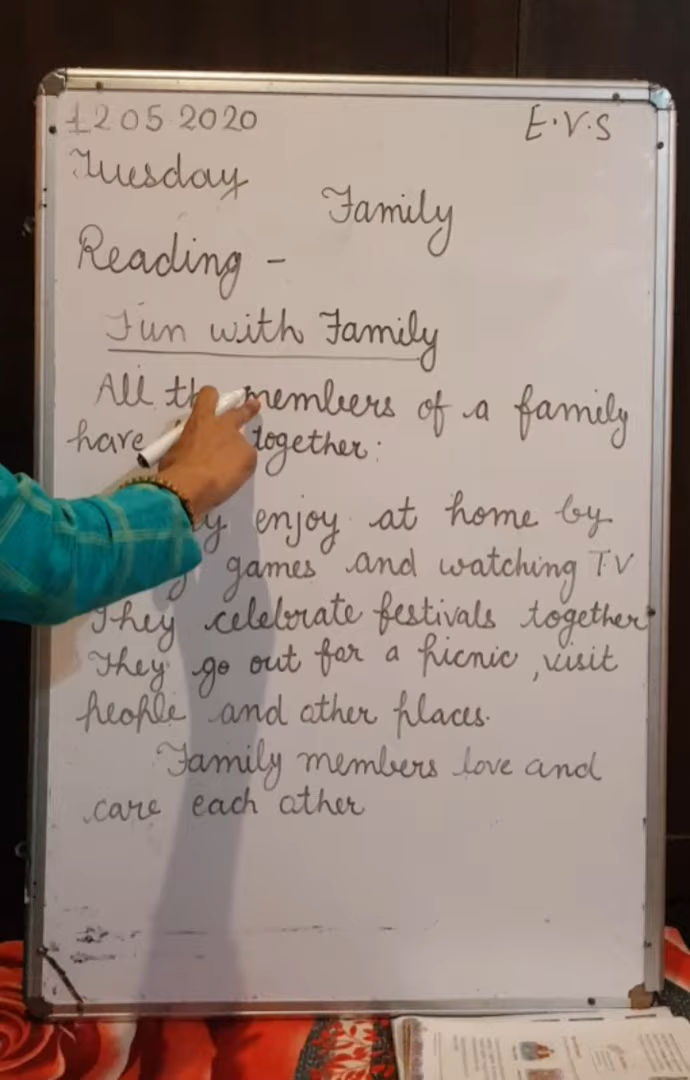 12 05.2020
E.V.S
Tuesday
Family
Reading -
Fun with Family
All the members of a family
have together:
enjoy at home by
games and watching TV
They celebrate festivals together
They go out for a picnic, visit
people and other places.
Family members love and
care each other